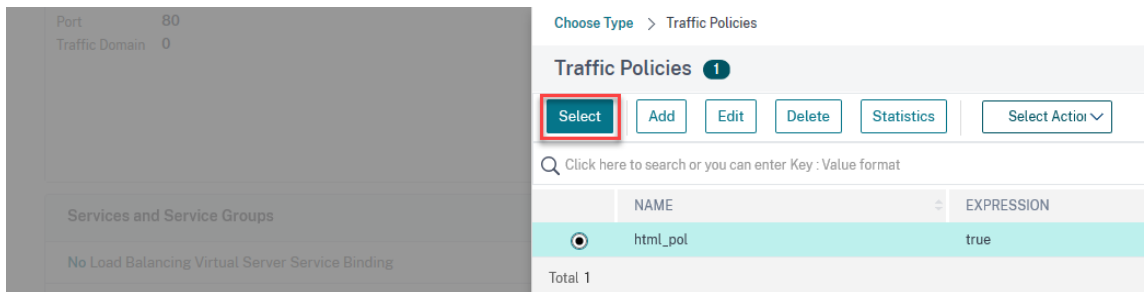 Port 80
Traffic Domain 0
Services and Service Groups
No Load Balancing Virtual Server Service Binding
Choose Type > Traffic Policies
Traffic Policies 1
Select Add Edit Delete Statistics Select Action
Click here to search or you can enter Key : Value format
NAME EXPRESSION
html_pol true
Total 1